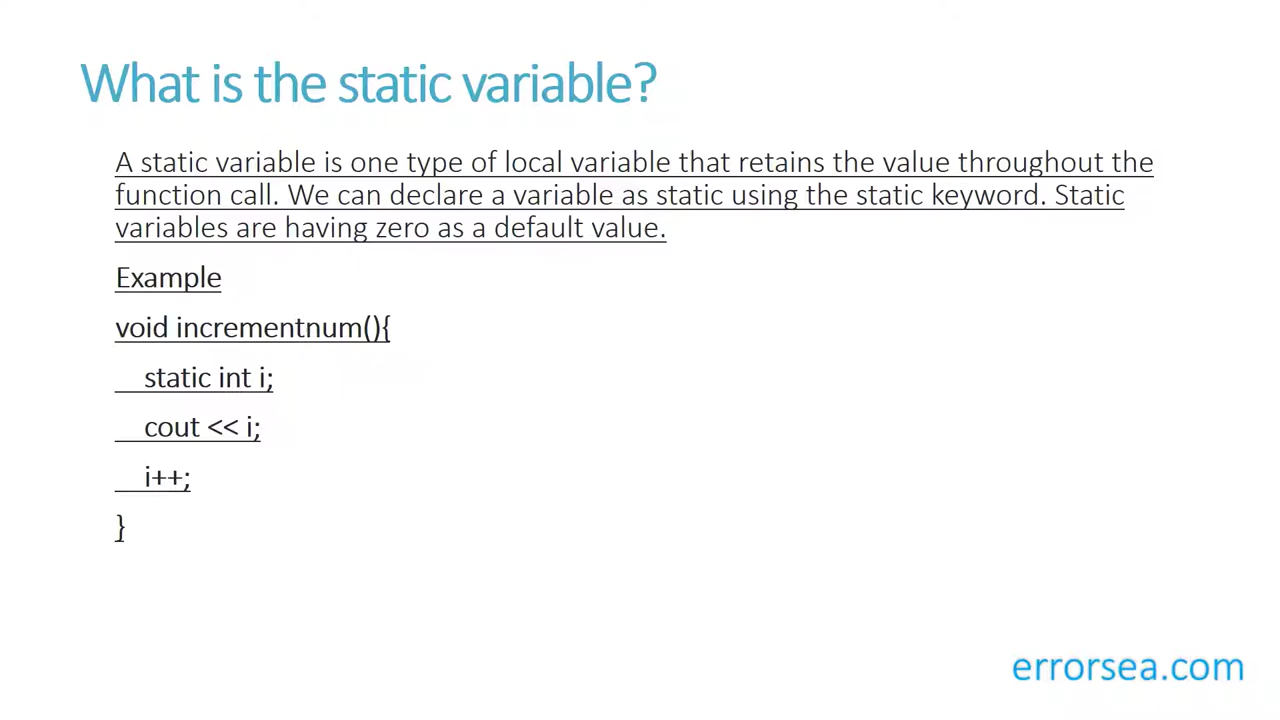 What is the static variable?
A static variable is one type of local variable that retains the value throughout the
function call. We can declare a variable as static using the static keyword. Static
variables are having zero as a default value.
Example
void incrementnum(){
static int i;
cout << i;
i++;
}
errorsea.com